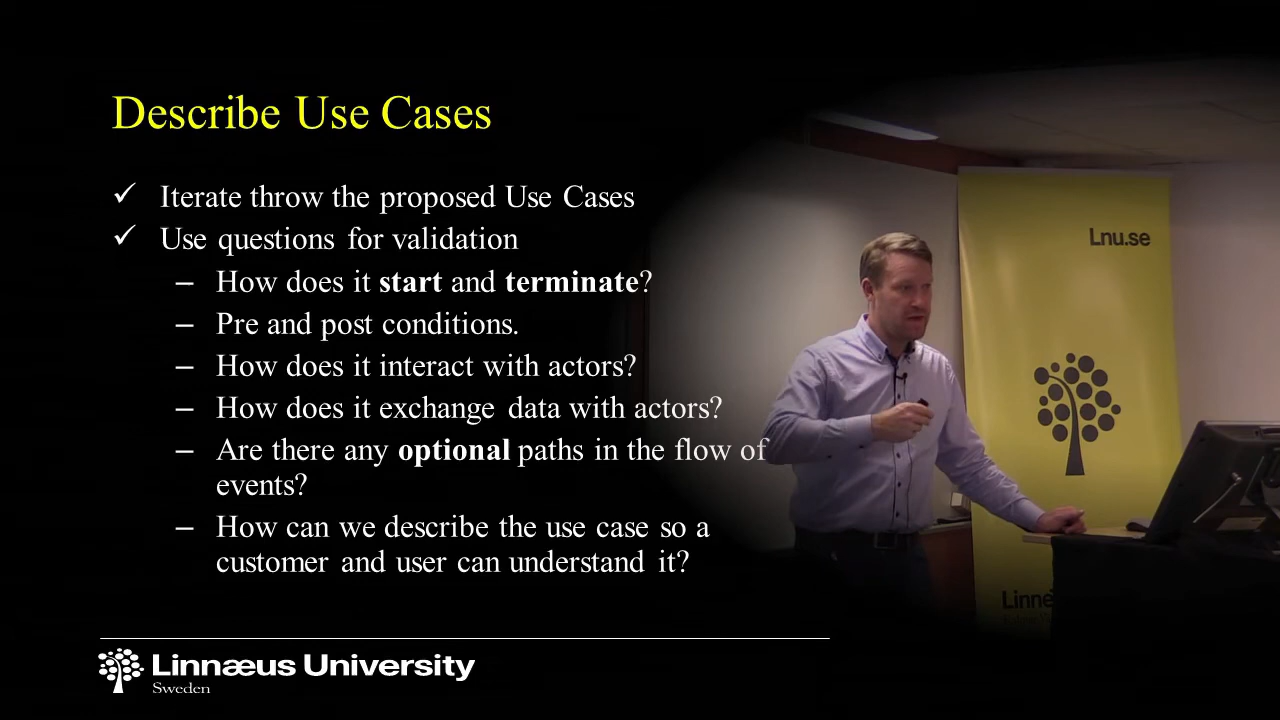 Describe Use Cases
✓ Iterate throw the proposed Use Cases
✓ Use questions for validation
– How does it start and terminate?
– Pre and post conditions.
– How does it interact with actors?
– How does it exchange data with actors?
– Are there any optional paths in the flow of
events?
– How can we describe the use case so a
customer and user can understand it?
Lnu.se
Linnæus University
Sweden